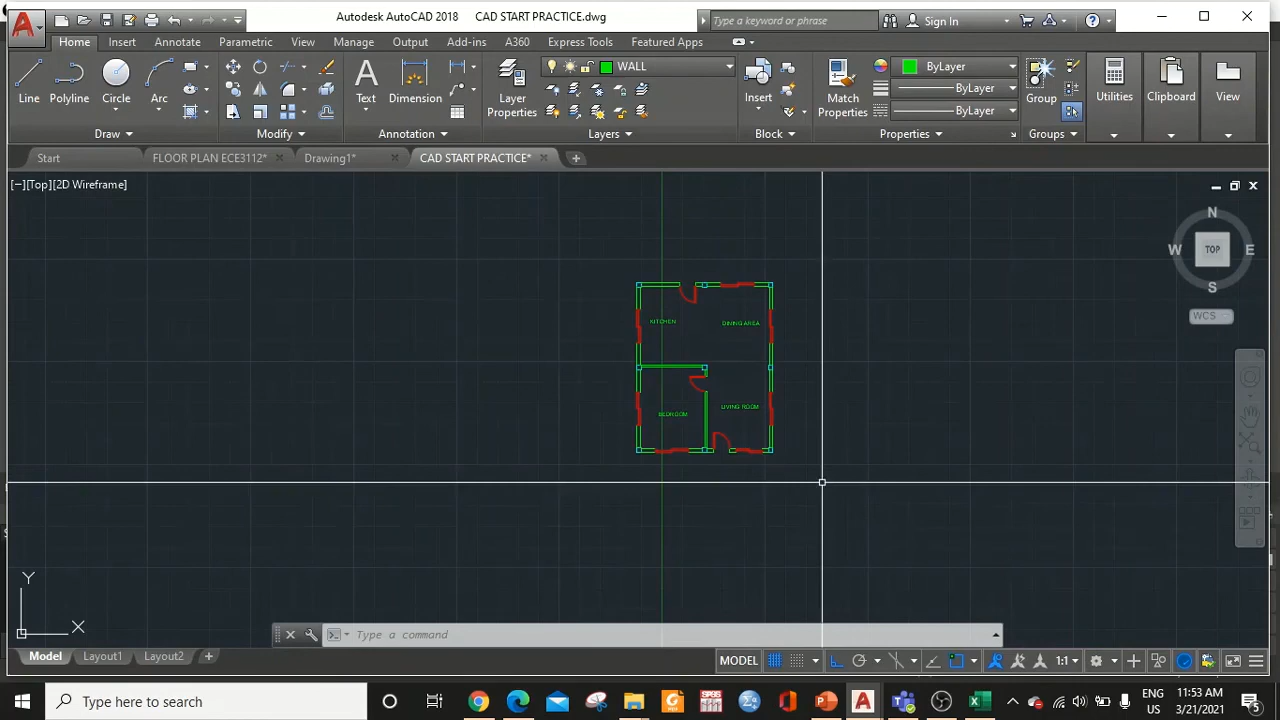 Autodesk AutoCAD 2018 CAD START PRACTICE.dwg
Type a keyword or phrase
Sign In
Home Insert Annotate Parametric View Manage Output Add-ins A360 Express Tools Featured Apps
WALL
ByLayer
ByLayer
ByLayer
Line Polyline Circle Arc
Text Dimension
Layer Properties
Insert
Match Properties
Group
Utilities Clipboard View
Draw Modify Annotation Layers Block Properties Groups
Start FLOOR PLAN ECE3112* Drawing1* CAD START PRACTICE*
[−][Top][2D Wireframe]
N
W TOP E
S
WCS
KITCHEN DINING AREA
BEDROOM LIVING ROOM
Y
X
Type a command
Model Layout1 Layout2
MODEL 1:1
Type here to search
SPSS
ENG
US
11:53 AM
3/21/2021
5